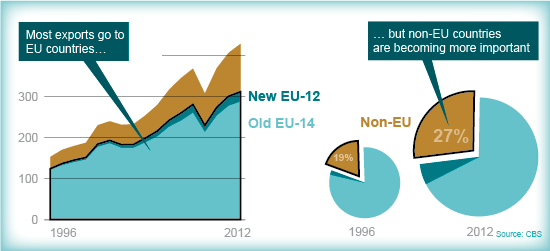 Most exports go to
EU countries...
... but non-EU countries
are becoming more important
300
200
100
0
1996
2012
New EU-12
Old EU-14
Non-EU
19%
27%
1996
2012
Source: CBS